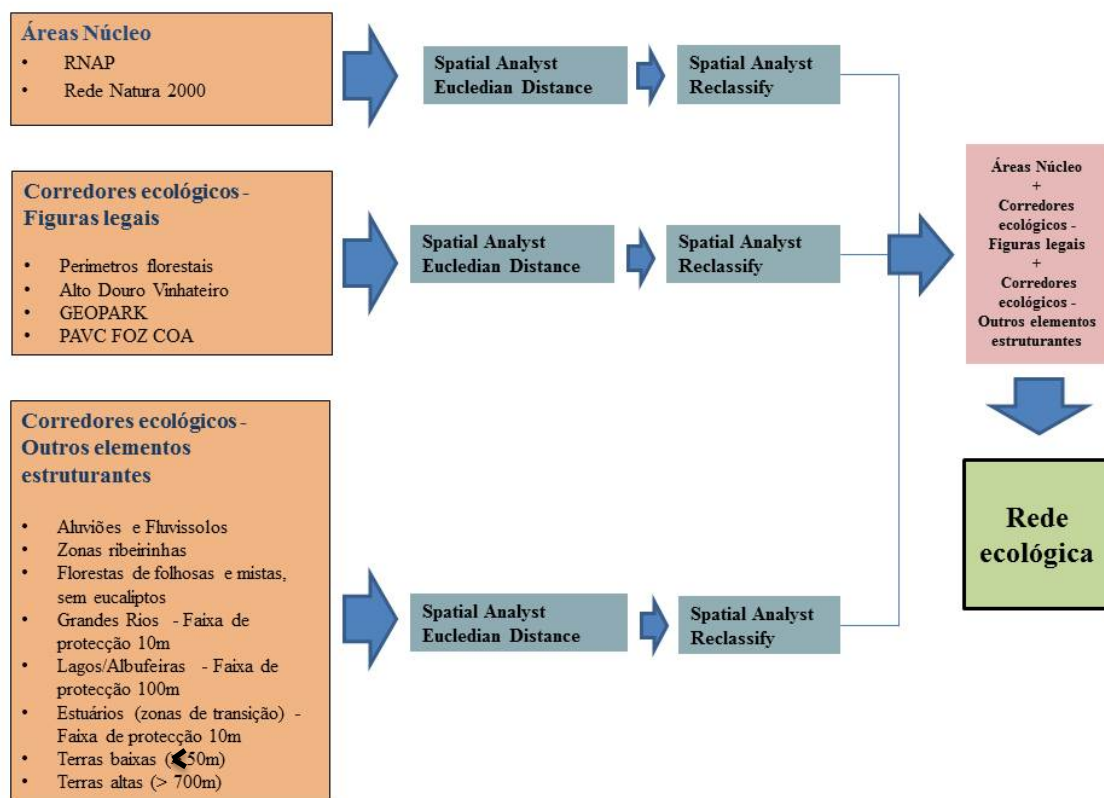 Áreas Núcleo
• RNAP
• Rede Natura 2000
Spatial Analyst
Eucledian Distance
Spatial Analyst
Reclassify
Corredores ecológicos -
Figuras legais
• Perímetros florestais
• Alto Douro Vinhateiro
• GEOPARK
• PAVC FOZ COA
Spatial Analyst
Eucledian Distance
Spatial Analyst
Reclassify
Corredores ecológicos -
Outros elementos
estruturantes
• Aluviões e Fluvissolos
• Zonas ribeirinhas
• Florestas de folhosas e mistas,
sem eucaliptos
• Grandes Rios - Faixa de
protecção 10m
• Lagos/Albufeiras - Faixa de
protecção 100m
• Estuários (zonas de transição) -
Faixa de protecção 10m
• Terras baixas (<50m)
• Terras altas (> 700m)
Spatial Analyst
Eucledian Distance
Spatial Analyst
Reclassify
Áreas Núcleo
+
Corredores
ecológicos -
Figuras legais
+
Corredores
ecológicos -
Outros elementos
estruturantes
Rede
ecológica